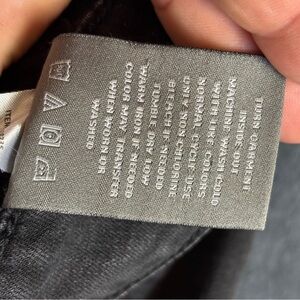 TURN GARMENT
INSIDE OUT
MACHINE WASH COLD
WITH LIKE COLORS
NORMAL CYCLE USE
ONLY NON CHLORINE
BLEACH IF NEEDED
TUMBLE DRY LOW
WARM IRON IF NEEDED
COLOR MAY TRANSFER
WHEN WORN OR
WASHED
ITEM